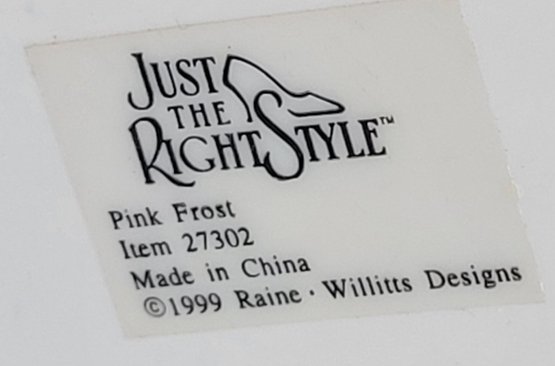 JUST
THE
RIGHT STYLE™
Pink Frost
Item 27302
Made in China
©1999 Raine · Willitts Designs